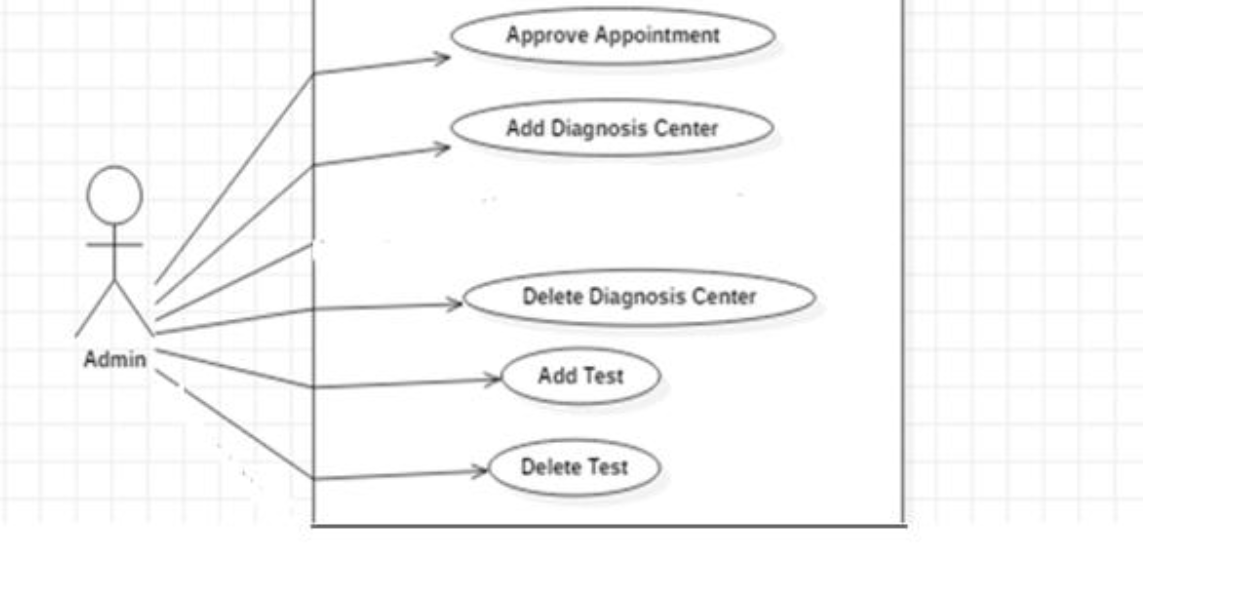 Approve Appointment
Add Diagnosis Center
Delete Diagnosis Center
Add Test
Admin
Delete Test